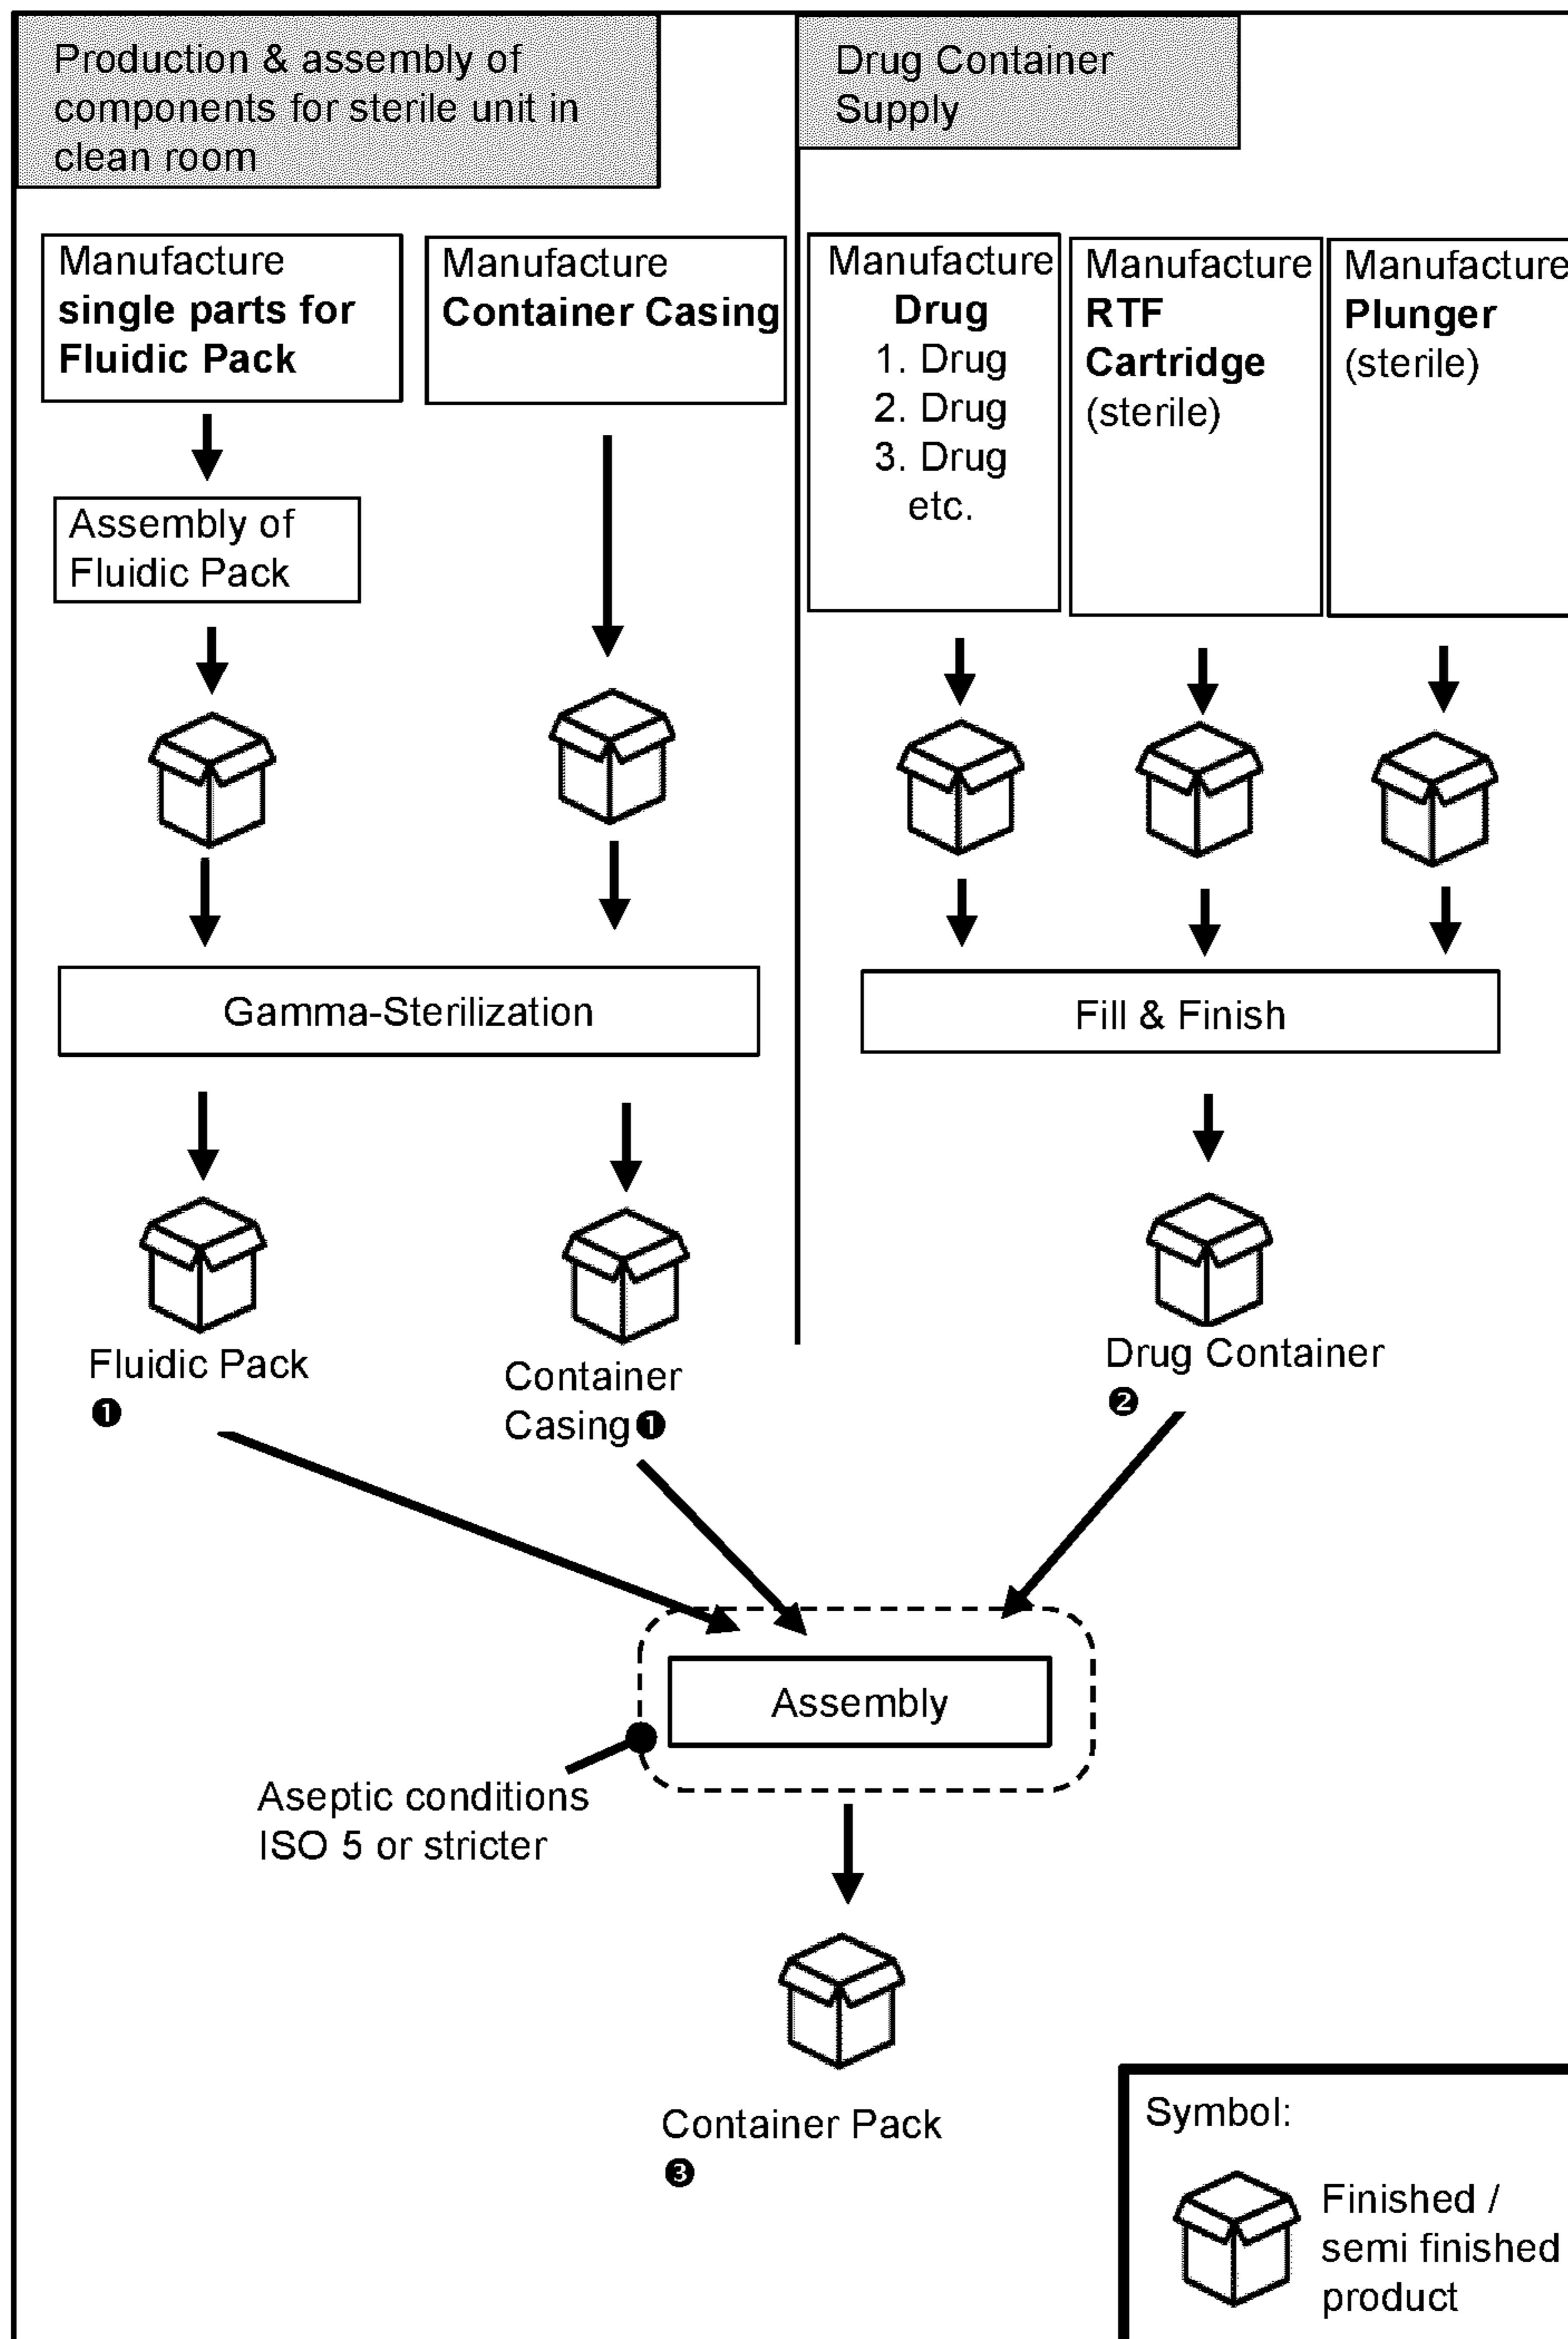 Production & assembly of
components for sterile unit in
clean room
Drug Container
Supply
Manufacture
single parts for
Fluidic Pack
Manufacture
Container Casing
Manufacture
Drug
1. Drug
2. Drug
3. Drug
etc.
Manufacture
RTF
Cartridge
(sterile)
Manufacture
Plunger
(sterile)
Assembly of
Fluidic Pack
Gamma-Sterilization
Fill & Finish
Fluidic Pack
❶
Container
Casing❶
Drug Container
❷
Assembly
Aseptic conditions
ISO 5 or stricter
Container Pack
❸
Symbol:
Finished /
semi finished
product